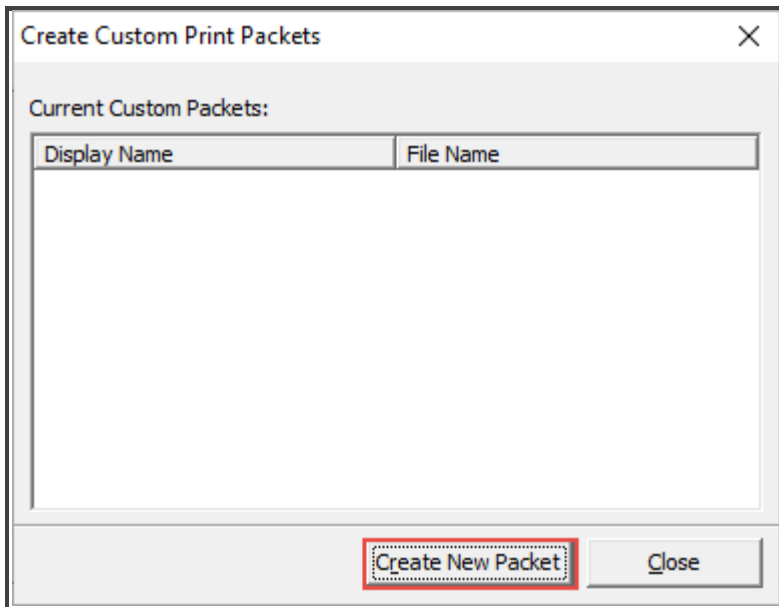 Create Custom Print Packets
Current Custom Packets:
Display Name File Name
Create New Packet Close